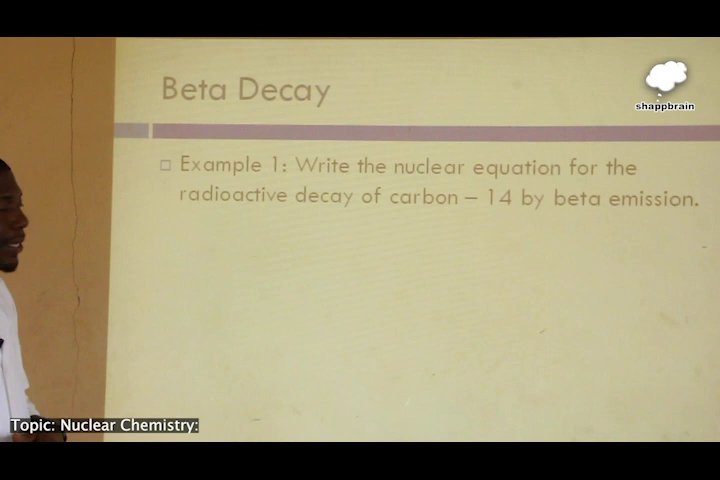 Beta Decay
shappbrain
Example 1: Write the nuclear equation for the
radioactive decay of carbon – 14 by beta emission.
Topic: Nuclear Chemistry: